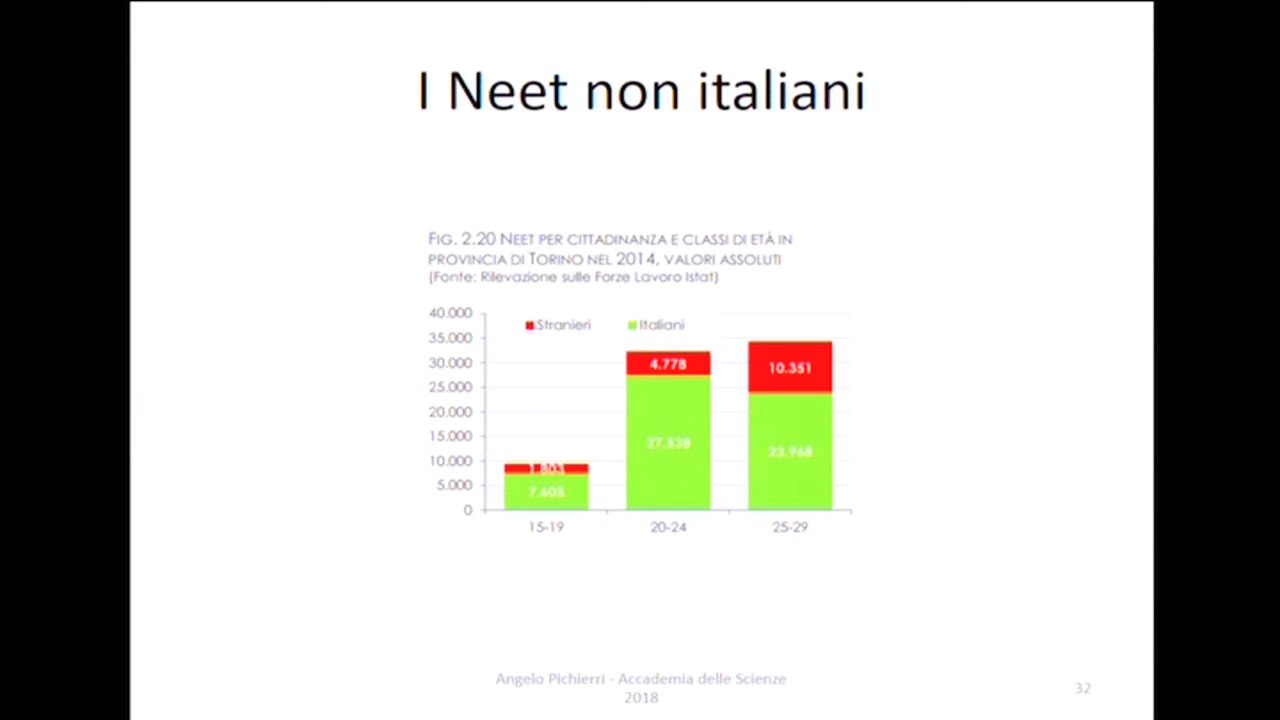 I Neet non italiani
FIG. 2.20 NEET PER CITTADINANZA E CLASSI DI ETÀ IN
PROVINCIA DI TORINO NEL 2014, VALORI ASSOLUTI
(Fonte: Rilevazione sulle Forze Lavoro Istat)
40.000
Stranieri Italiani
35.000
30.000
25.000
20.000
15.000
10.000
5.000
0
1.803
7.605
4.778
27.538
10.351
23.968
15-19 20-24 25-29
Angelo Pichierri - Accademia delle Scienze
2018
32